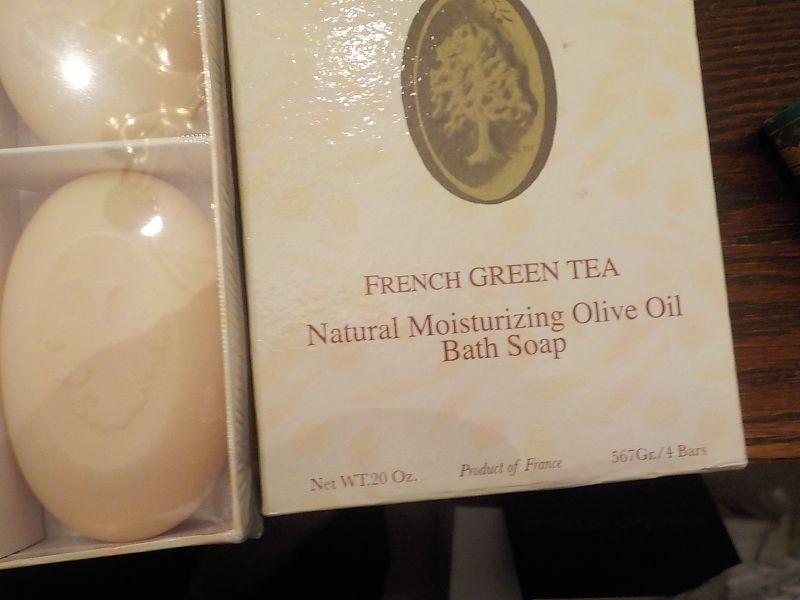 FRENCH GREEN TEA
Natural Moisturizing Olive Oil
Bath Soap
Net WT.20 Oz. Product of France 567Gr./4 Bars